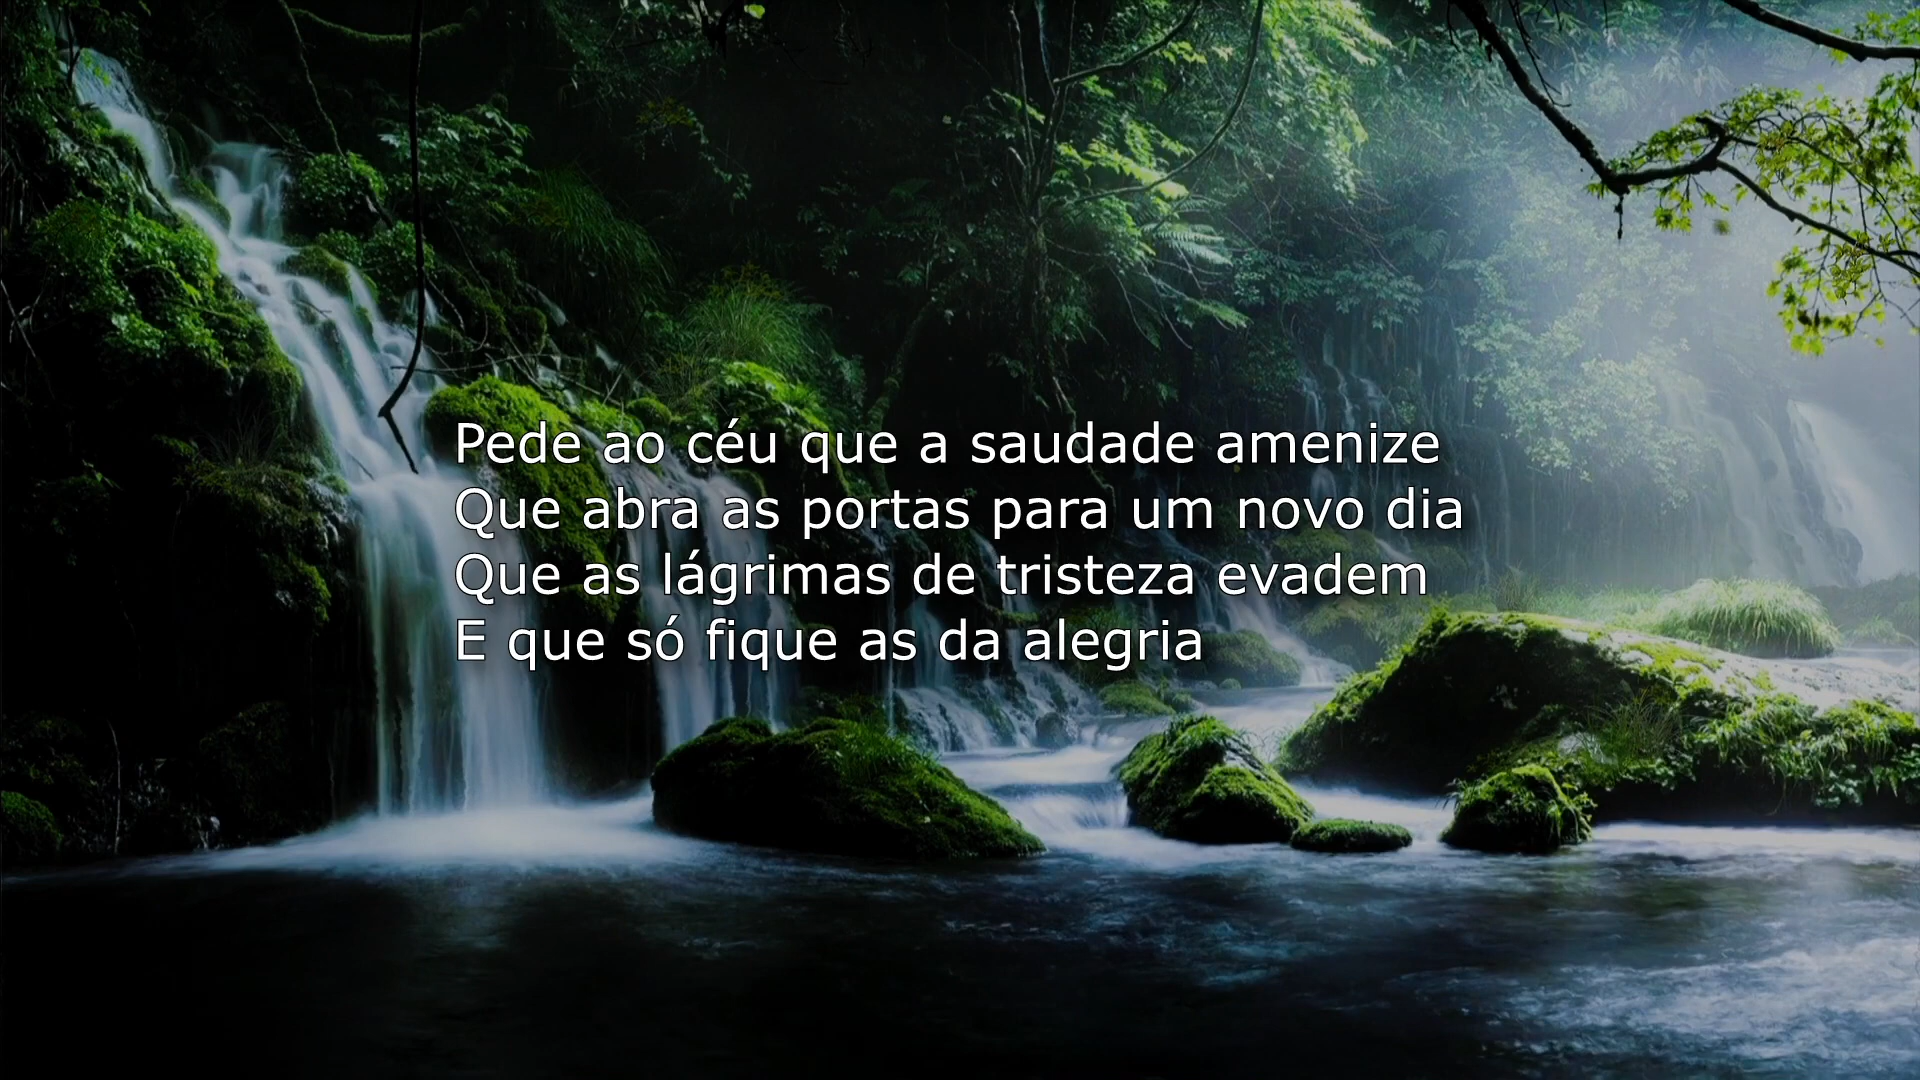 Pede ao céu que a saudade amenize
Que abra as portas para um novo dia
Que as lágrimas de tristeza evadem
E que só fique as da alegria